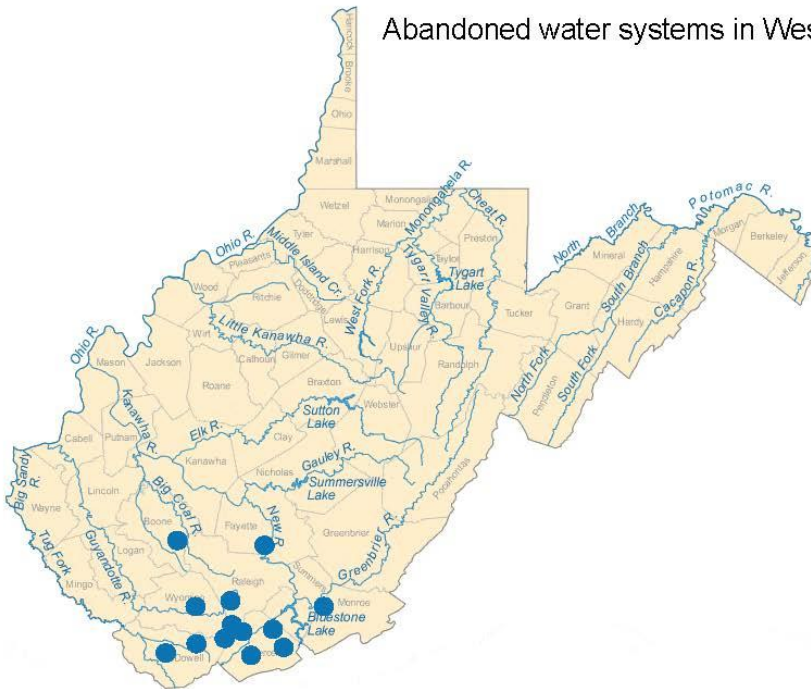 Abandoned water systems in Wes
Hancock
Brooke
Ohio
Marshall
Wetzel
Monongali
Monongahela R.
Cheat R.
Marion
Preston
Tyler
Ohio R.
Middle Island Cr.
Pleasants
Harrison
Taylor
Tygart Valley R.
Tygart Lake
West Fork R.
Doddridge
Wood
Ritchie
Lewis
Barbour
Tucker
North Branch
Potomac R.
Mineral
South Branch
Hampshire
Morgan
Berkeley
Jefferson
Cacapon R.
Grant
Hardy
Wirt
Little Kanawha R.
Calhoun
Gilmer
Upshur
Randolph
North Fork
South Fork
Pendleton
Ohio R.
Mason
Jackson
Roane
Braxton
Webster
Sutton Lake
Kanawha R.
Elk R.
Clay
Cabell
Putnam
Kanawha
Nicholas
Gauley R.
Summersville Lake
Pocahontas
Big Sandy R.
Wayne
Lincoln
Big Coal R.
Boone
Fayette
New R.
Greenbrier
Greenbrier R.
Tug Fork
Guyandotte R.
Logan
Mingo
Raleigh
Summers
Wyoming
Monroe
Bluestone Lake
Dowell